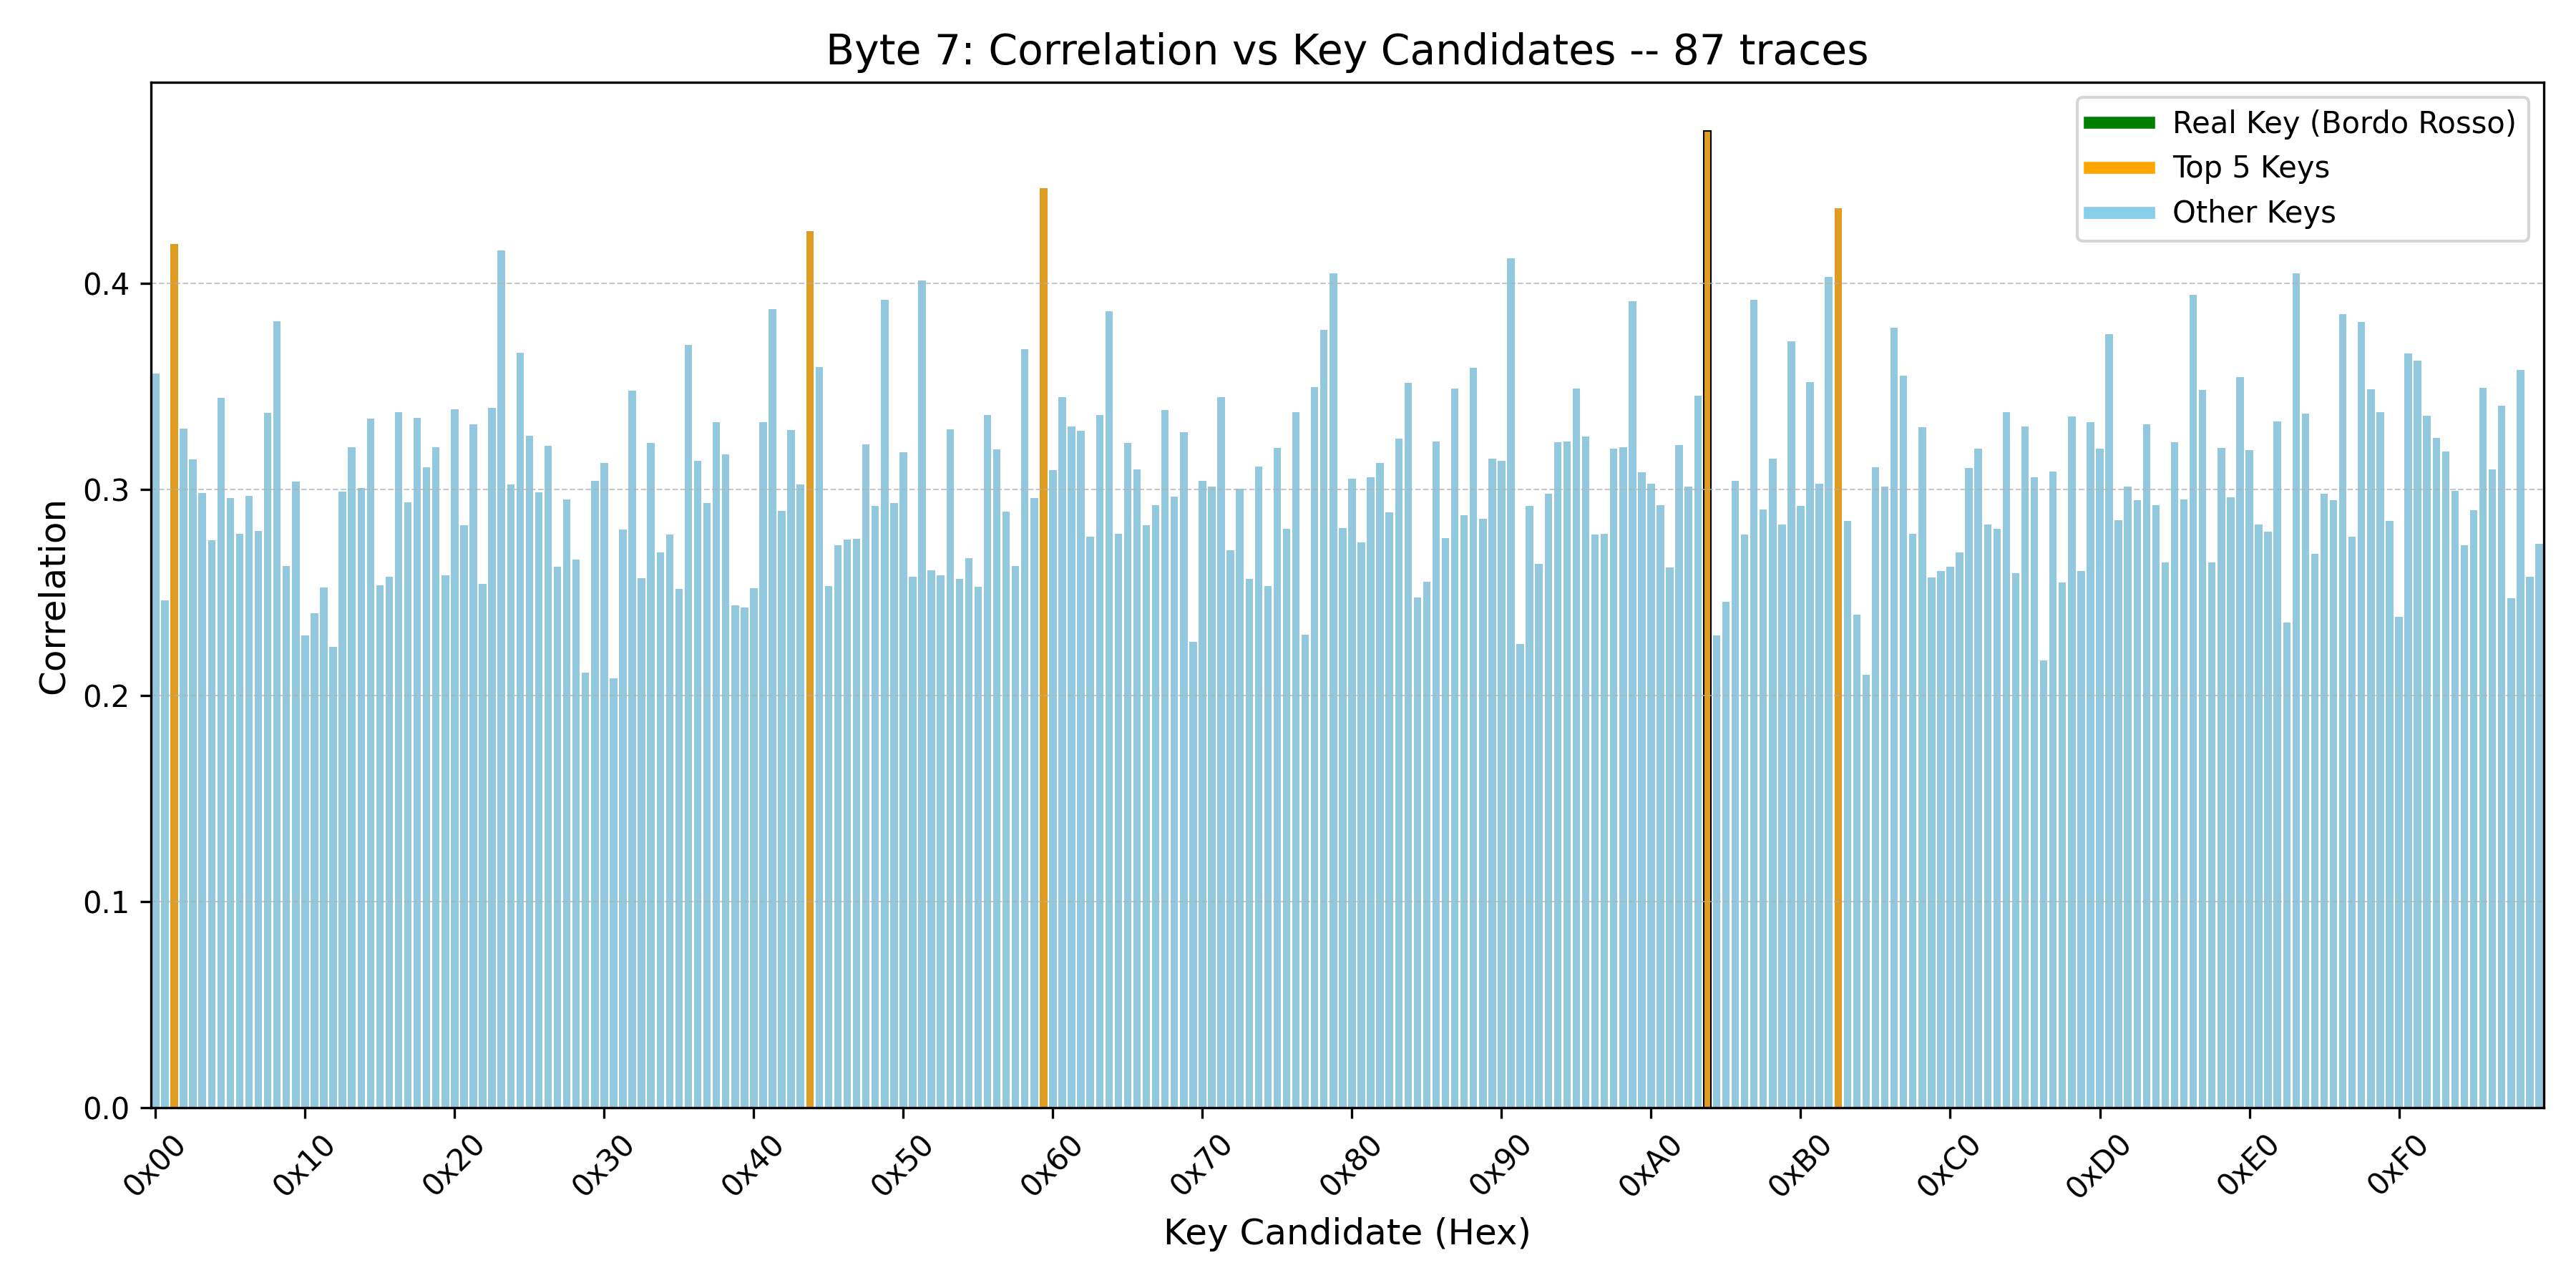 Byte 7: Correlation vs Key Candidates -- 87 traces
Real Key (Bordo Rosso)
Top 5 Keys
Other Keys
Correlation
0.4
0.3
0.2
0.1
0.0
0x00 0x10 0x20 0x30 0x40 0x50 0x60 0x70 0x80 0x90 0xA0 0xB0 0xC0 0xD0 0xE0 0xF0
Key Candidate (Hex)